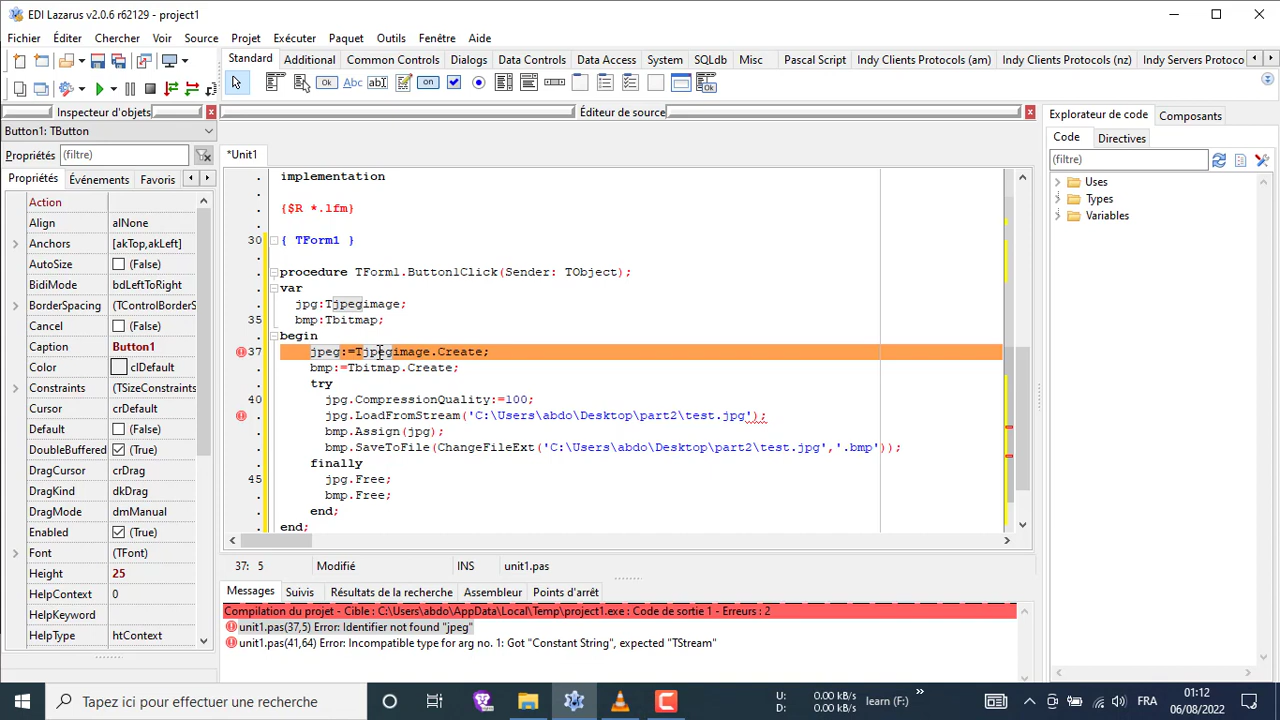 EDI Lazarus v2.0.6 r62129 - project1
Fichier Éditer Chercher Voir Source Projet Exécuter Paquet Outils Fenêtre Aide
Standard Additional Common Controls Dialogs Data Controls Data Access System SQLdb Misc Pascal Script Indy Clients Protocols (am) Indy Clients Protocols (nz) Indy Servers Protoco
Ok Abc ab on Ok
Inspecteur d'objets
Éditeur de source
Explorateur de code Composants
Button1: TButton
Code Directives
Propriétés (filtre)
*Unit1
(filtre)
Propriétés Événements Favoris
Uses
Types
Variables
Action
Align alNone
Anchors [akTop,akLeft]
AutoSize (False)
BidiMode bdLeftToRight
BorderSpacing (TControlBorderS
Cancel (False)
Caption Button1
Color clDefault
Constraints (TSizeConstraints
Cursor crDefault
Default (False)
DoubleBuffered (True)
DragCursor crDrag
DragKind dkDrag
DragMode dmManual
Enabled (True)
Font (TFont)
Height 25
HelpContext 0
HelpKeyword
HelpType htContext
implementation
{$R *.lfm}
30 { TForm1 }
procedure TForm1.Button1Click(Sender: TObject);
var
jpg:Tjpegimage;
35 bmp:Tbitmap;
begin
37 jpeg:=Tjpegimage.Create;
bmp:=Tbitmap.Create;
try
40 jpg.CompressionQuality:=100;
jpg.LoadFromStream('C:\Users\abdo\Desktop\part2\test.jpg');
bmp.Assign(jpg);
bmp.SaveToFile(ChangeFileExt('C:\Users\abdo\Desktop\part2\test.jpg','.bmp'));
finally
45 jpg.Free;
bmp.Free;
end;
end;
37: 5 Modifié INS unit1.pas
Messages Suivis Résultats de la recherche Assembleur Points d'arrêt
Compilation du projet - Cible : C:\Users\abdo\AppData\Local\Temp\project1.exe : Code de sortie 1 - Erreurs : 2
unit1.pas(37,5) Error: Identifier not found "jpeg"
unit1.pas(41,64) Error: Incompatible type for arg no. 1: Got "Constant String", expected "TStream"
Tapez ici pour effectuer une recherche
U: 0.00 kB/s
D: 0.00 kB/s
learn (F:)
FRA
01:12
06/08/2022